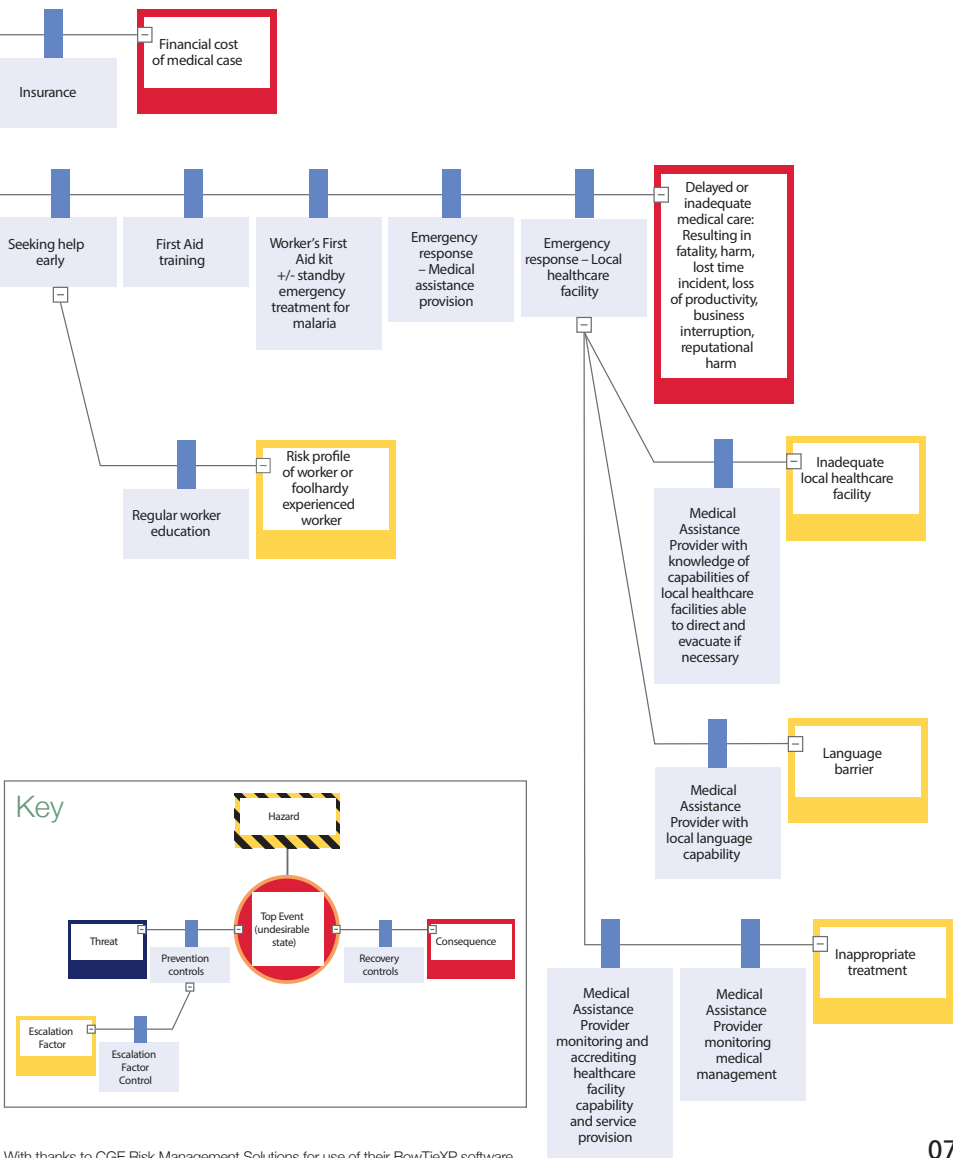 Financial cost
of medical case
Insurance
Delayed or
inadequate
medical care:
Resulting in
fatality, harm,
lost time
incident, loss
of productivity,
business
interruption,
reputational
harm
Seeking help
early
First Aid
training
Worker's First
Aid kit
+/- standby
emergency
treatment for
malaria
Emergency
response
– Medical
assistance
provision
Emergency
response – Local
healthcare
facility
Risk profile
of worker or
foolhardy
experienced
worker
Regular worker
education
Inadequate
local healthcare
facility
Medical
Assistance
Provider with
knowledge of
capabilities of
local healthcare
facilities able
to direct and
evacuate if
necessary
Language
barrier
Medical
Assistance
Provider with
local language
capability
Inappropriate
treatment
Medical
Assistance
Provider
monitoring and
accrediting
healthcare
facility
capability
and service
provision
Medical
Assistance
Provider
monitoring
medical
management
Key
Hazard
Threat
Prevention
controls
Top Event
(undesirable
state)
Recovery
controls
Consequence
Escalation
Factor
Escalation
Factor
Control
With thanks to CGE Risk Management Solutions for use of their BowTieXP software
07